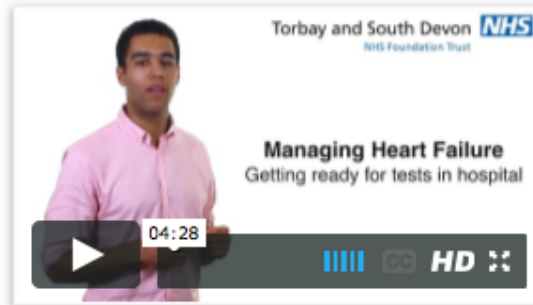 Torbay and South Devon NHS
NHS Foundation Trust
Managing Heart Failure
Getting ready for tests in hospital
04:28
CC HD